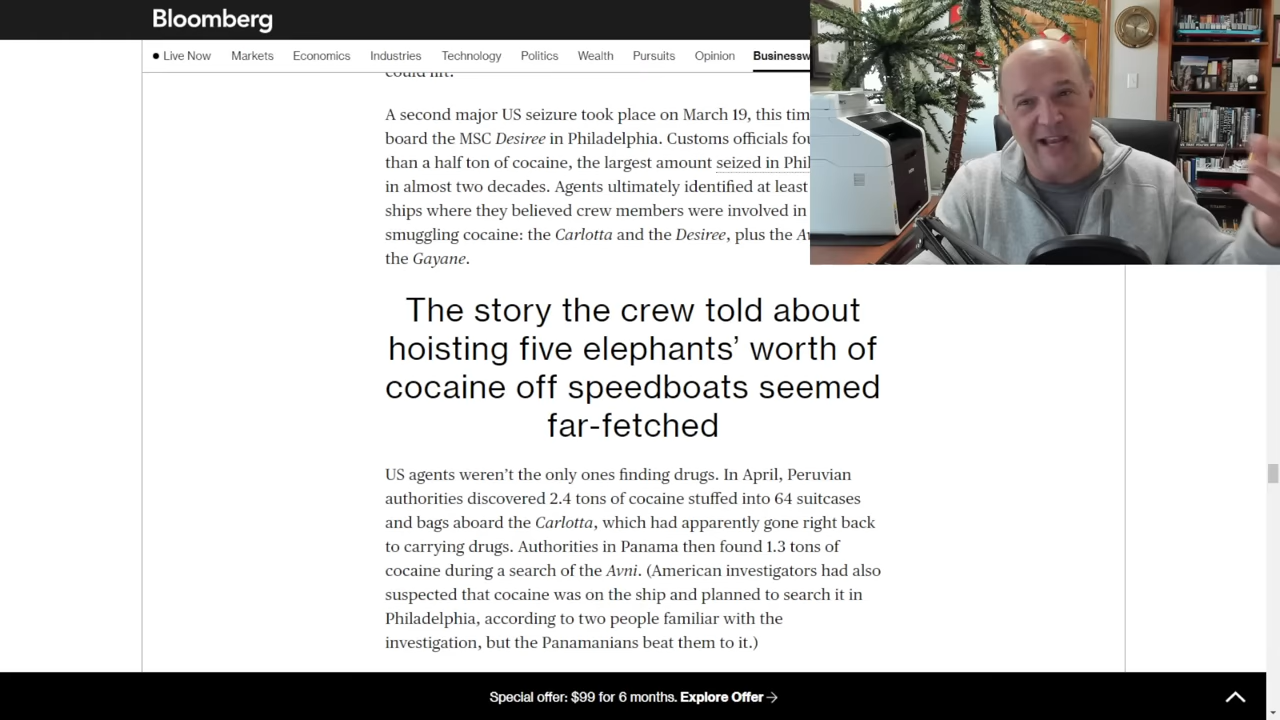 Bloomberg
Live Now Markets Economics Industries Technology Politics Wealth Pursuits Opinion Businessw
could lift.
A second major US seizure took place on March 19, this tim
board the MSC Desiree in Philadelphia. Customs officials fou
than a half ton of cocaine, the largest amount seized in Phil
in almost two decades. Agents ultimately identified at least
ships where they believed crew members were involved in
smuggling cocaine: the Carlotta and the Desiree, plus the A
the Gayane.
The story the crew told about
hoisting five elephants’ worth of
cocaine off speedboats seemed
far-fetched
US agents weren’t the only ones finding drugs. In April, Peruvian
authorities discovered 2.4 tons of cocaine stuffed into 64 suitcases
and bags aboard the Carlotta, which had apparently gone right back
to carrying drugs. Authorities in Panama then found 1.3 tons of
cocaine during a search of the Avni. (American investigators had also
suspected that cocaine was on the ship and planned to search it in
Philadelphia, according to two people familiar with the
investigation, but the Panamanians beat them to it.)
Special offer: $99 for 6 months. Explore Offer